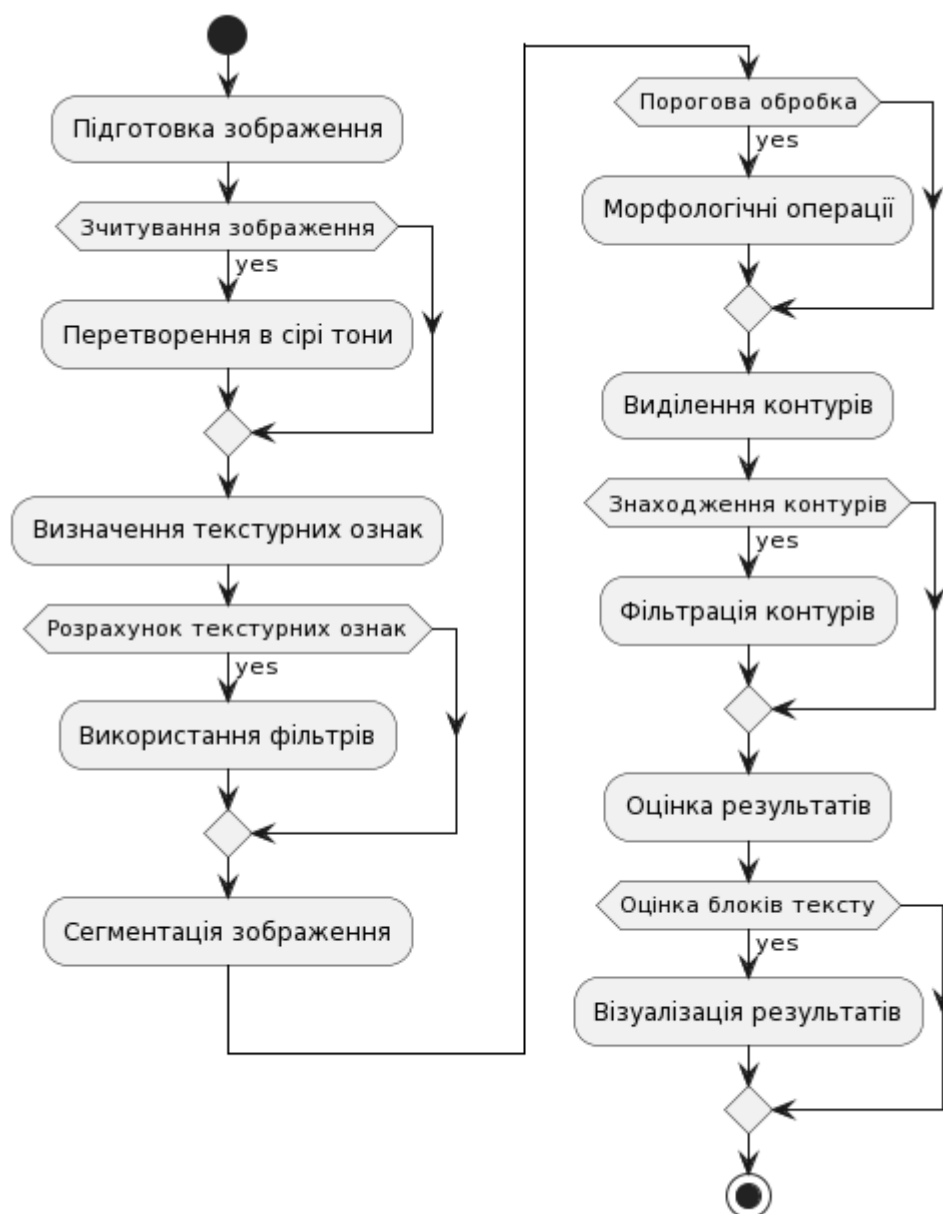 Підготовка зображення
Зчитування зображення
yes
Перетворення в сірі тони
Визначення текстурних ознак
Розрахунок текстурних ознак
yes
Використання фільтрів
Сегментація зображення
Порогова обробка
yes
Морфологічні операції
Виділення контурів
Знаходження контурів
yes
Фільтрація контурів
Оцінка результатів
Оцінка блоків тексту
yes
Візуалізація результатів